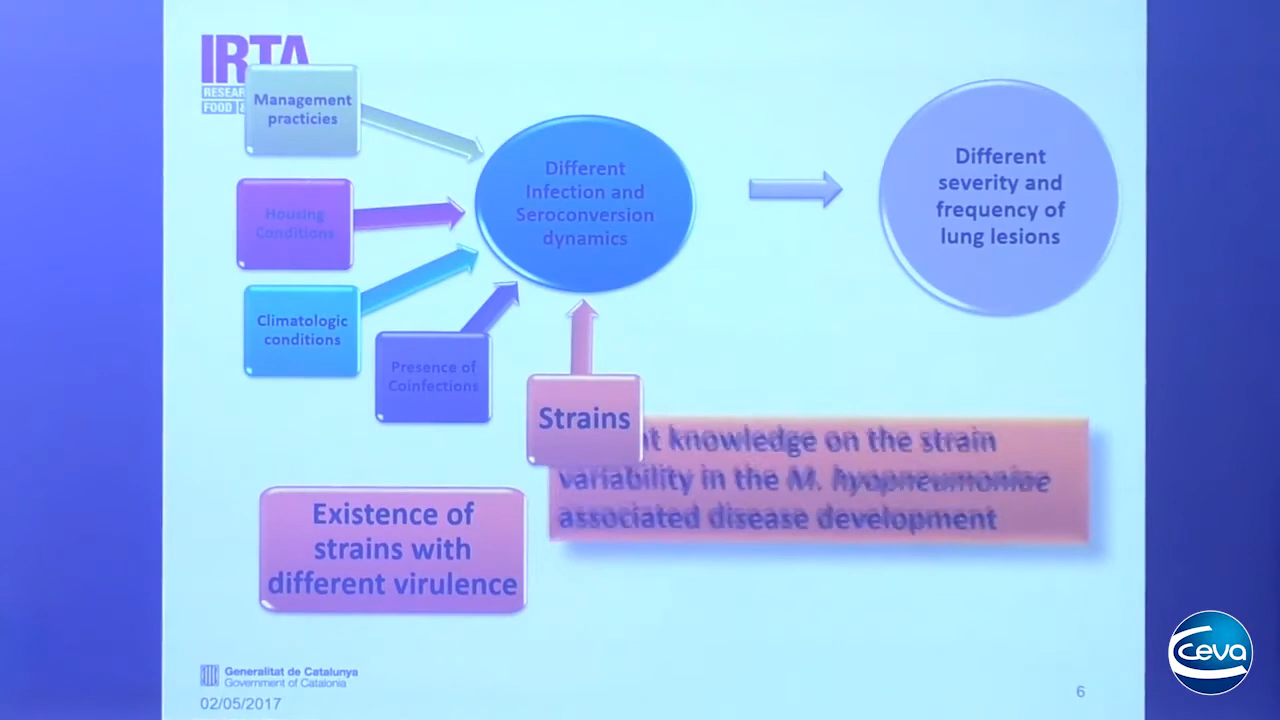 IRTA
RESEAR
FOOD &
Management
practicies
Housing
Conditions
Climatologic
conditions
Presence of
Coinfections
Different
Infection and
Seroconversion
dynamics
Different
severity and
frequency of
lung lesions
Strains
knowledge on the strain
variability in the M. hyopneumoniae
associated disease development
Existence of
strains with
different virulence
Generalitat de Catalunya
Government of Catalonia
02/05/2017
6
Ceva